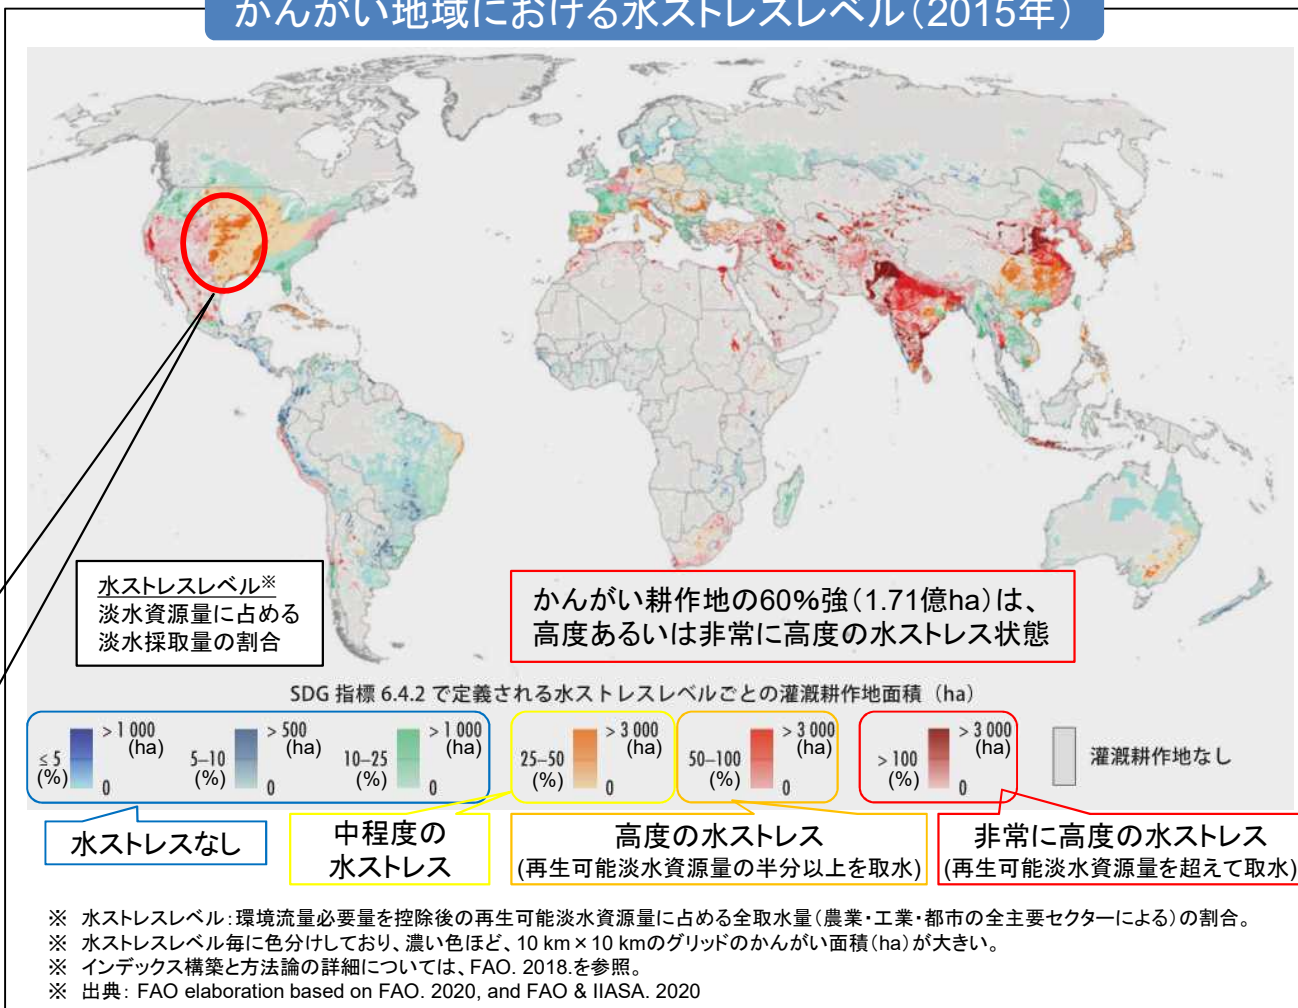 かんがい地域における水ストレスレベル（2015年）
水ストレスレベル※
淡水資源量に占める
淡水採取量の割合
かんがい耕作地の60%強（1.71億ha）は、
高度あるいは非常に高度の水ストレス状態
SDG 指標 6.4.2 で定義される水ストレスレベルごとの灌漑耕作地面積（ha）
≤ 5
(%)
> 1 000
(ha)
0
5–10
(%)
> 500
(ha)
0
10–25
(%)
> 1 000
(ha)
0
25–50
(%)
> 3 000
(ha)
0
50–100
(%)
> 3 000
(ha)
0
> 100
(%)
> 3 000
(ha)
0
灌漑耕作地なし
水ストレスなし
中程度の
水ストレス
高度の水ストレス
(再生可能淡水資源量の半分以上を取水)
非常に高度の水ストレス
(再生可能淡水資源量を超えて取水)
※ 水ストレスレベル：環境流量必要量を控除後の再生可能淡水資源量に占める全取水量（農業・工業・都市の全主要セクターによる）の割合。
※ 水ストレスレベル毎に色分けしており、濃い色ほど、10 km×10 kmのグリッドのかんがい面積（ha）が大きい。
※ インデックス構築と方法論の詳細については、FAO. 2018.を参照。
※ 出典： FAO elaboration based on FAO. 2020, and FAO & IIASA. 2020